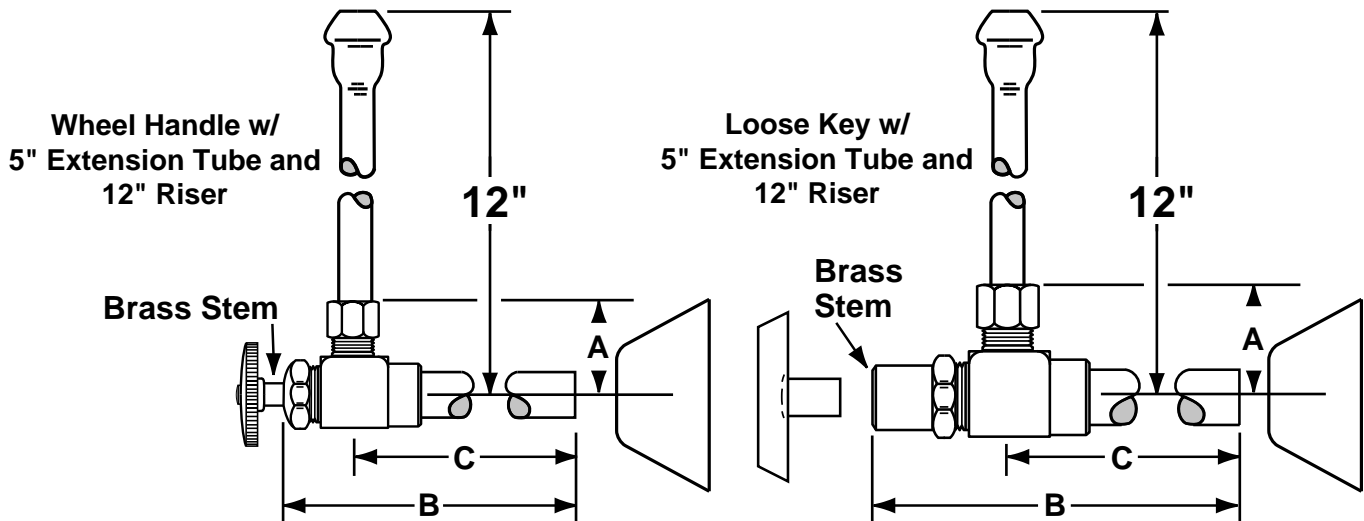 Wheel Handle w/
5" Extension Tube and
12" Riser
12"
Brass Stem
A
C
B
Loose Key w/
5" Extension Tube and
12" Riser
12"
Brass
Stem
A
C
B